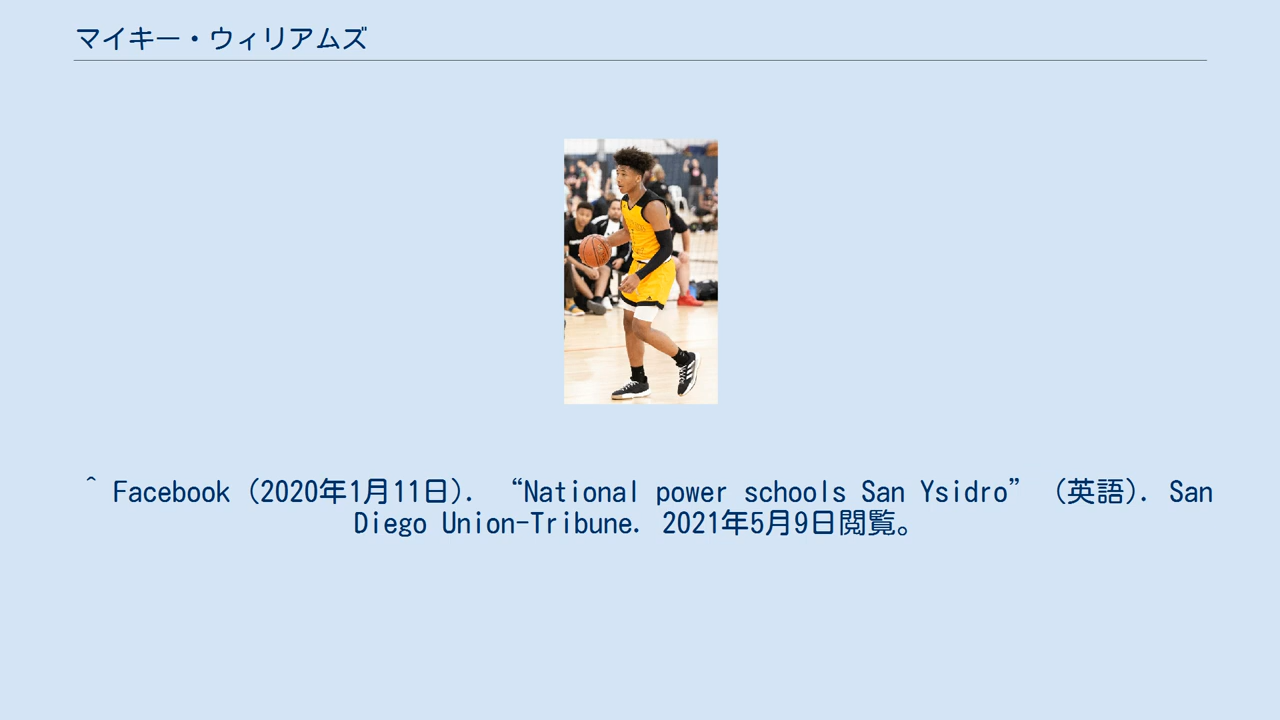 マイキー・ウィリアムズ
^ Facebook (2020年1月11日). “National power schools San Ysidro” (英語). San
Diego Union-Tribune. 2021年5月9日閲覧。